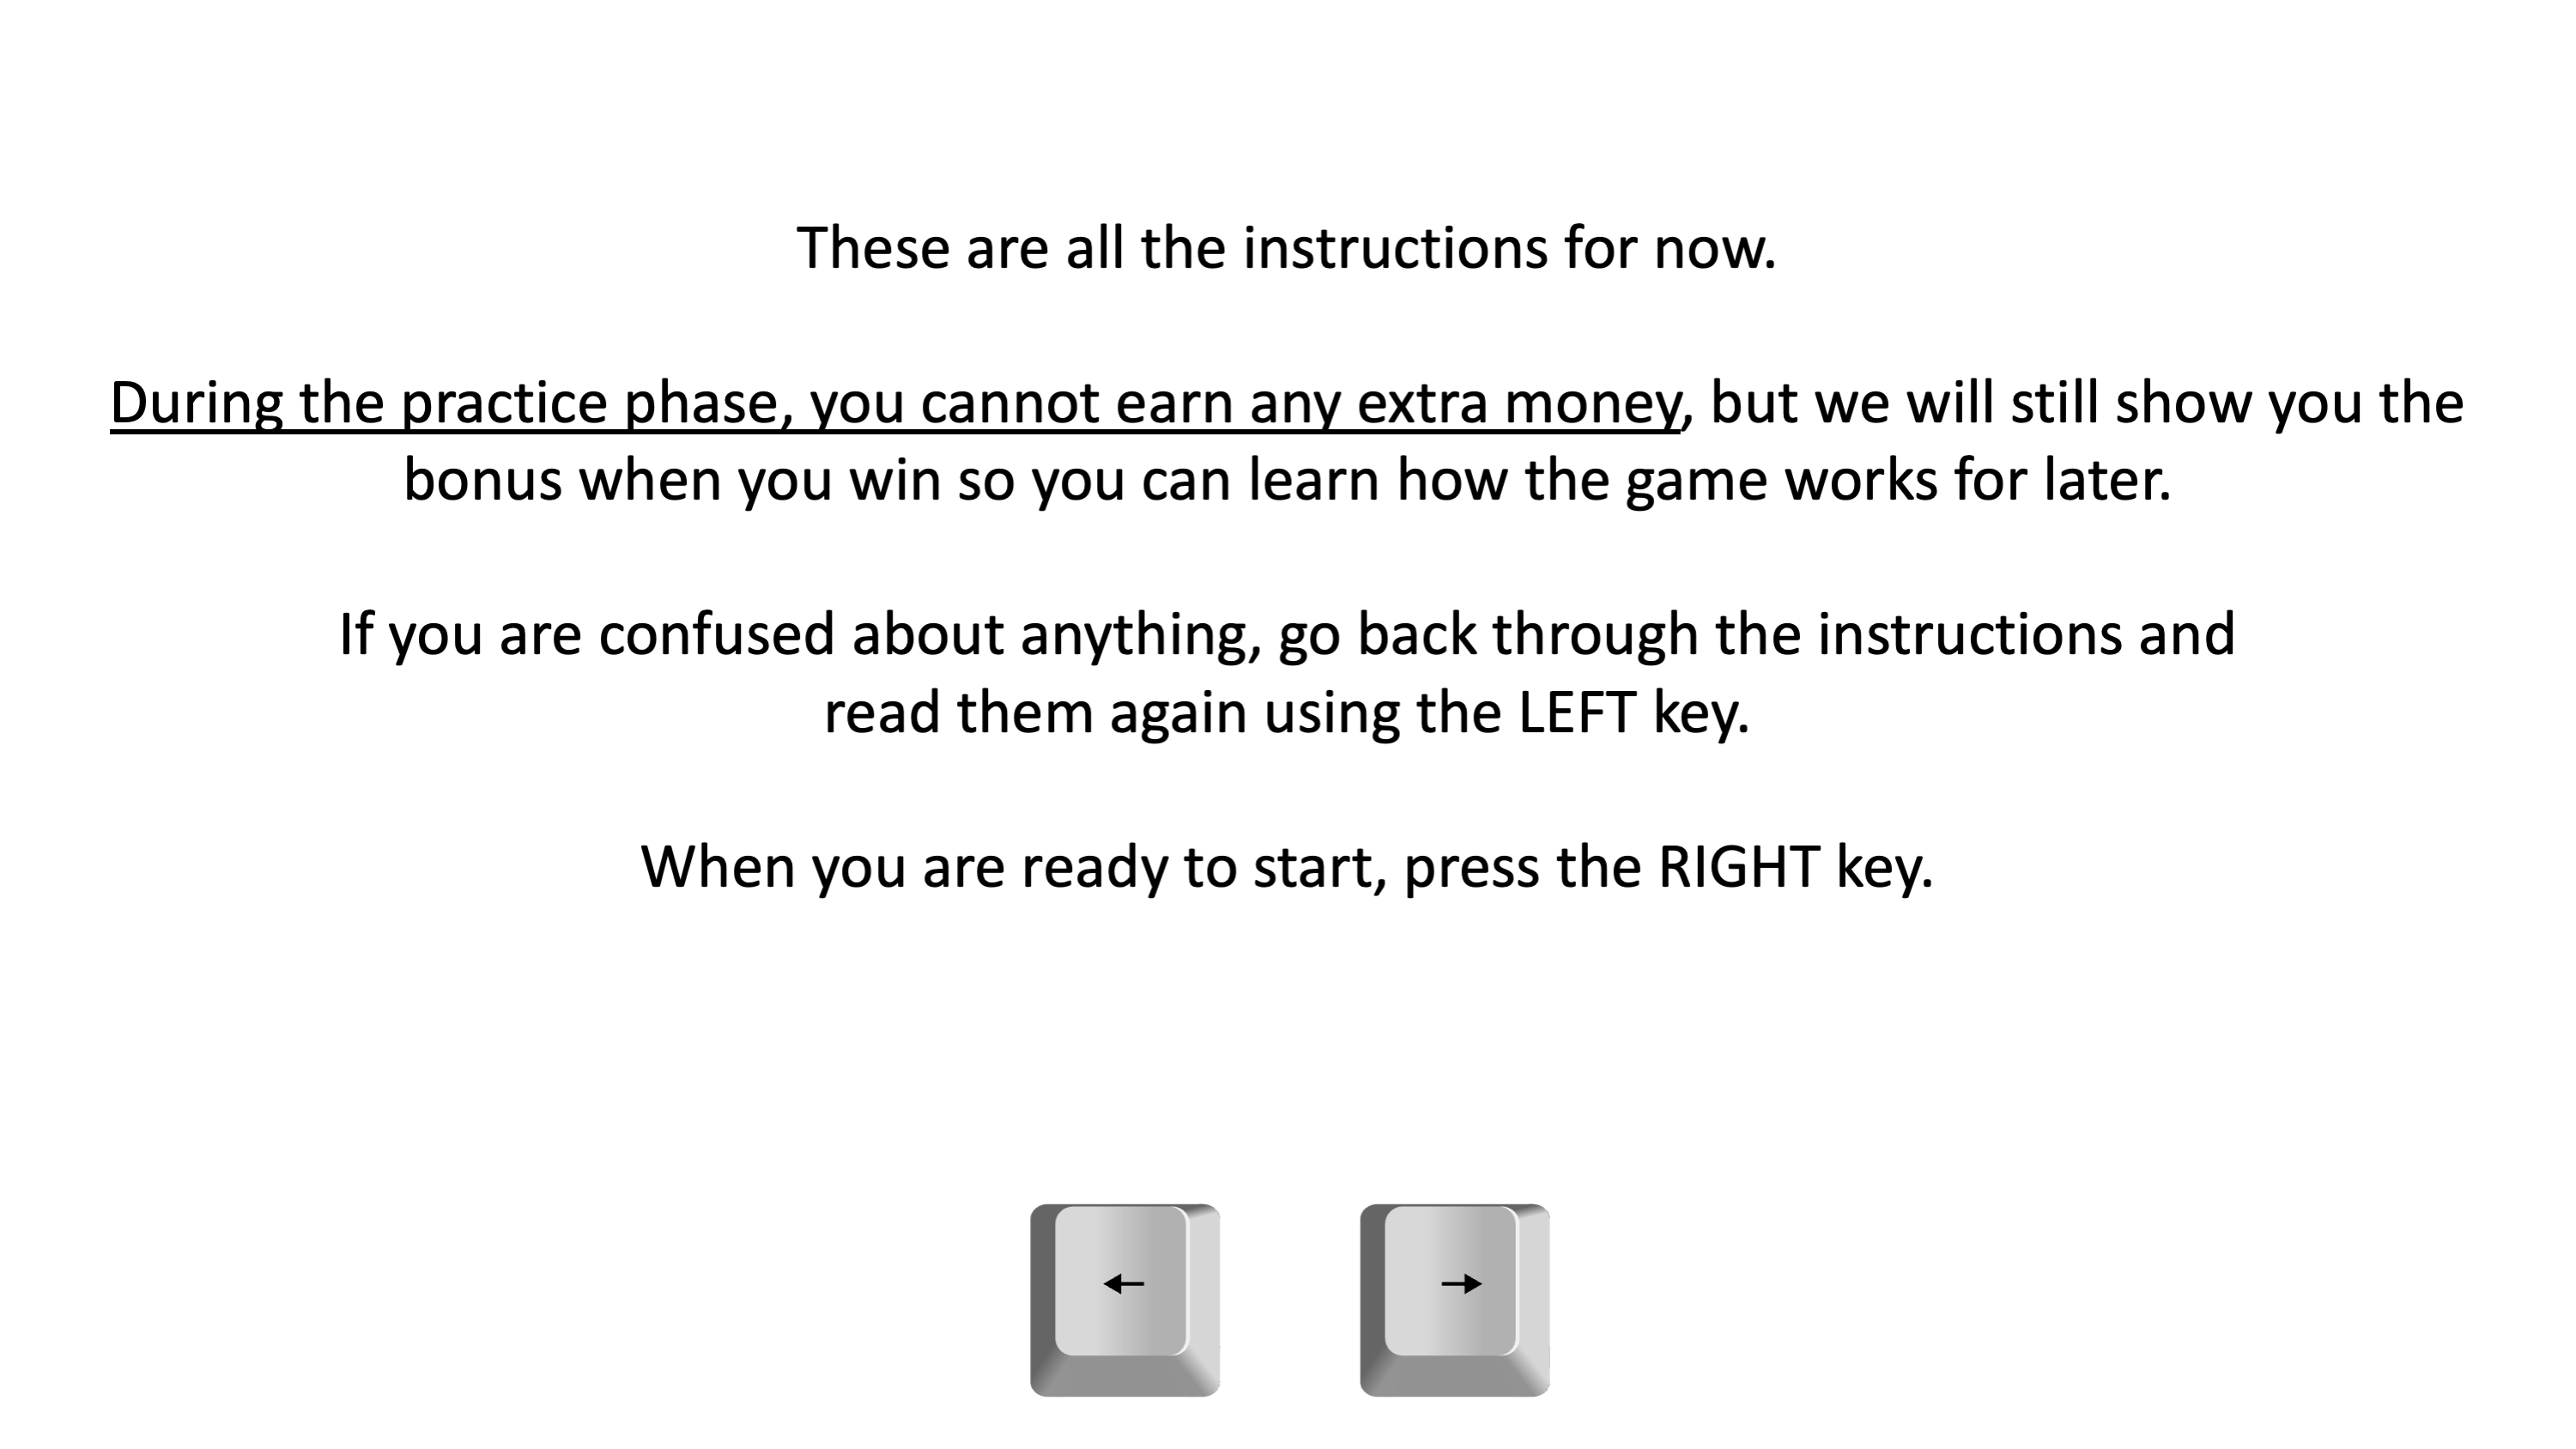 These are all the instructions for now.
During the practice phase, you cannot earn any extra money, but we will still show you the
bonus when you win so you can learn how the game works for later.
If you are confused about anything, go back through the instructions and
read them again using the LEFT key.
When you are ready to start, press the RIGHT key.
← →